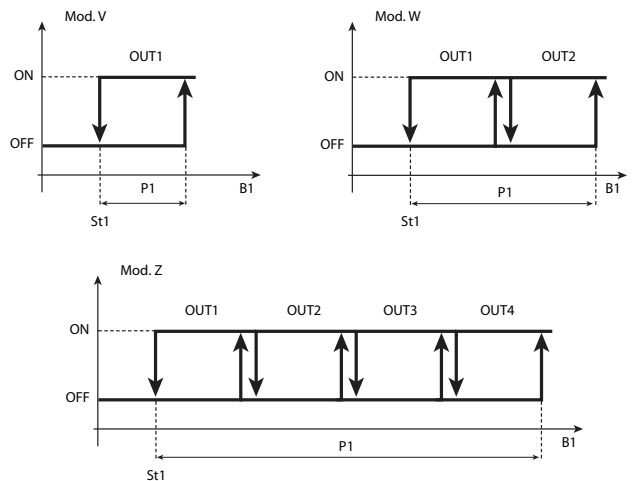 Mod. V
OUT1
ON
OFF
P1
B1
St1
Mod. W
OUT1 OUT2
ON
OFF
P1
B1
St1
Mod. Z
OUT1 OUT2 OUT3 OUT4
ON
OFF
P1
B1
St1